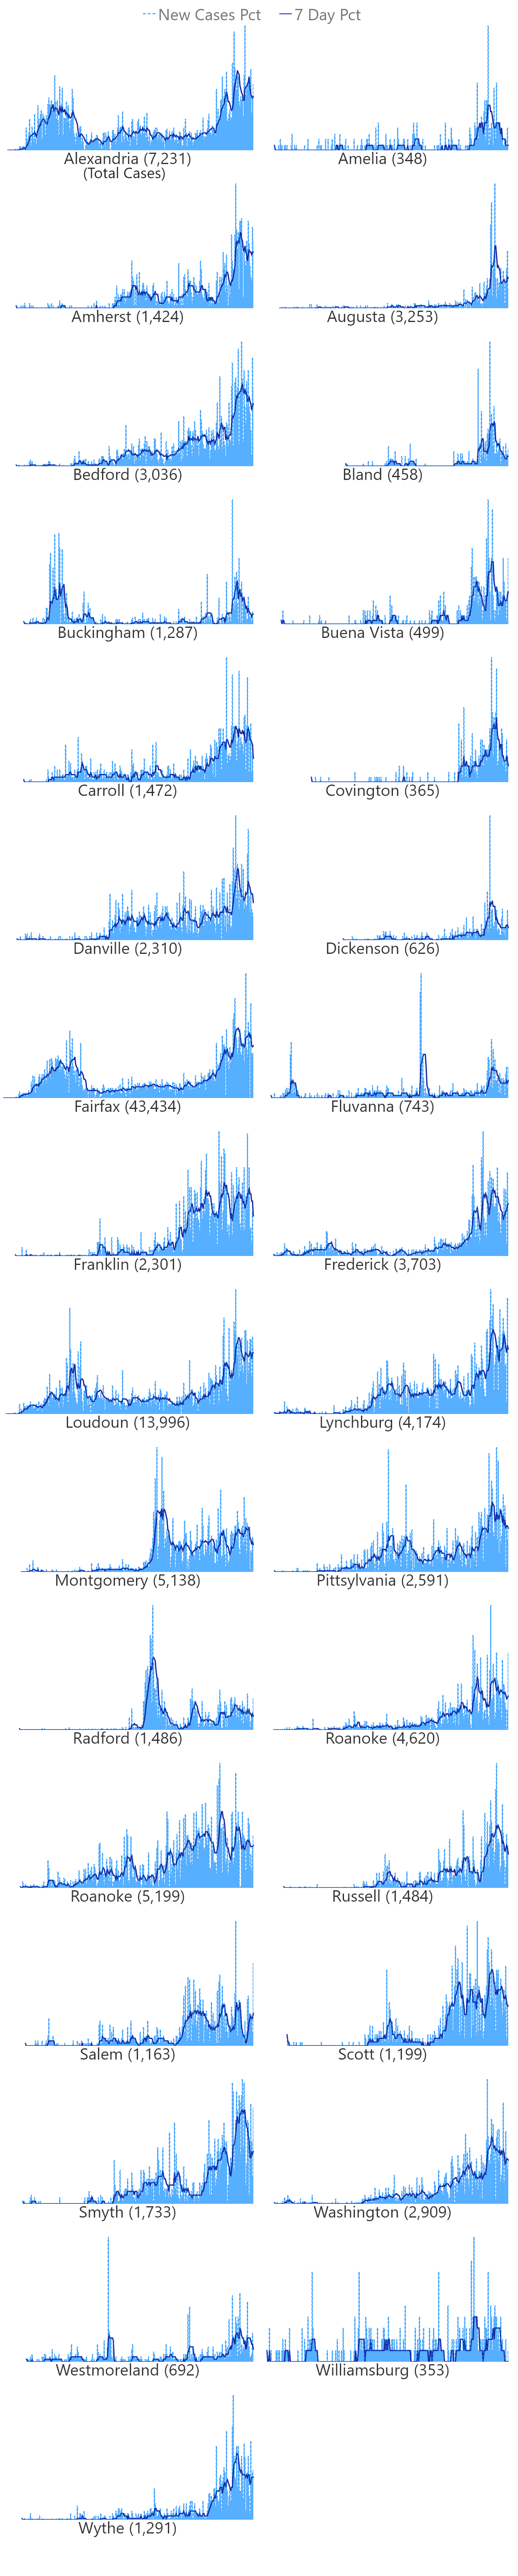 New Cases Pct 7 Day Pct
Alexandria (7,231) Amelia (348)
(Total Cases)
Amherst (1,424) Augusta (3,253)
Bedford (3,036) Bland (458)
Buckingham (1,287) Buena Vista (499)
Carroll (1,472) Covington (365)
Danville (2,310) Dickenson (626)
Fairfax (43,434) Fluvanna (743)
Franklin (2,301) Frederick (3,703)
Loudoun (13,996) Lynchburg (4,174)
Montgomery (5,138) Pittsylvania (2,591)
Radford (1,486) Roanoke (4,620)
Roanoke (5,199) Russell (1,484)
Salem (1,163) Scott (1,199)
Smyth (1,733) Washington (2,909)
Westmoreland (692) Williamsburg (353)
Wythe (1,291)